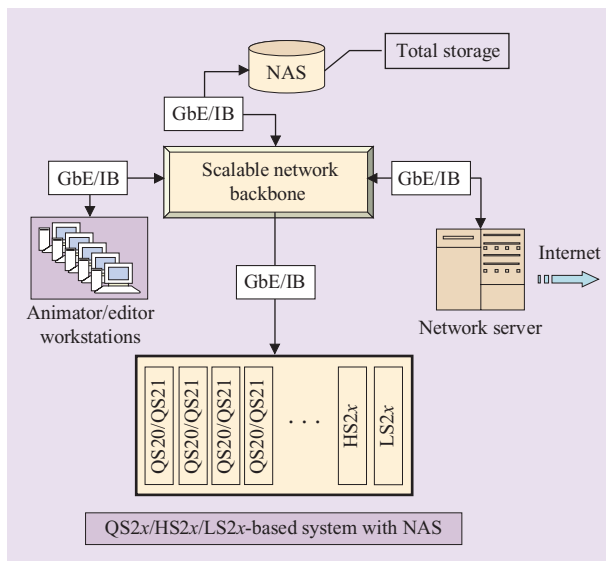 NAS
Total storage
GbE/IB
Scalable network
backbone
GbE/IB
GbE/IB
Animator/editor
workstations
GbE/IB
Internet
Network server
QS20/QS21
QS20/QS21
QS20/QS21
QS20/QS21
. . .
HS2x
LS2x
QS2x/HS2x/LS2x-based system with NAS